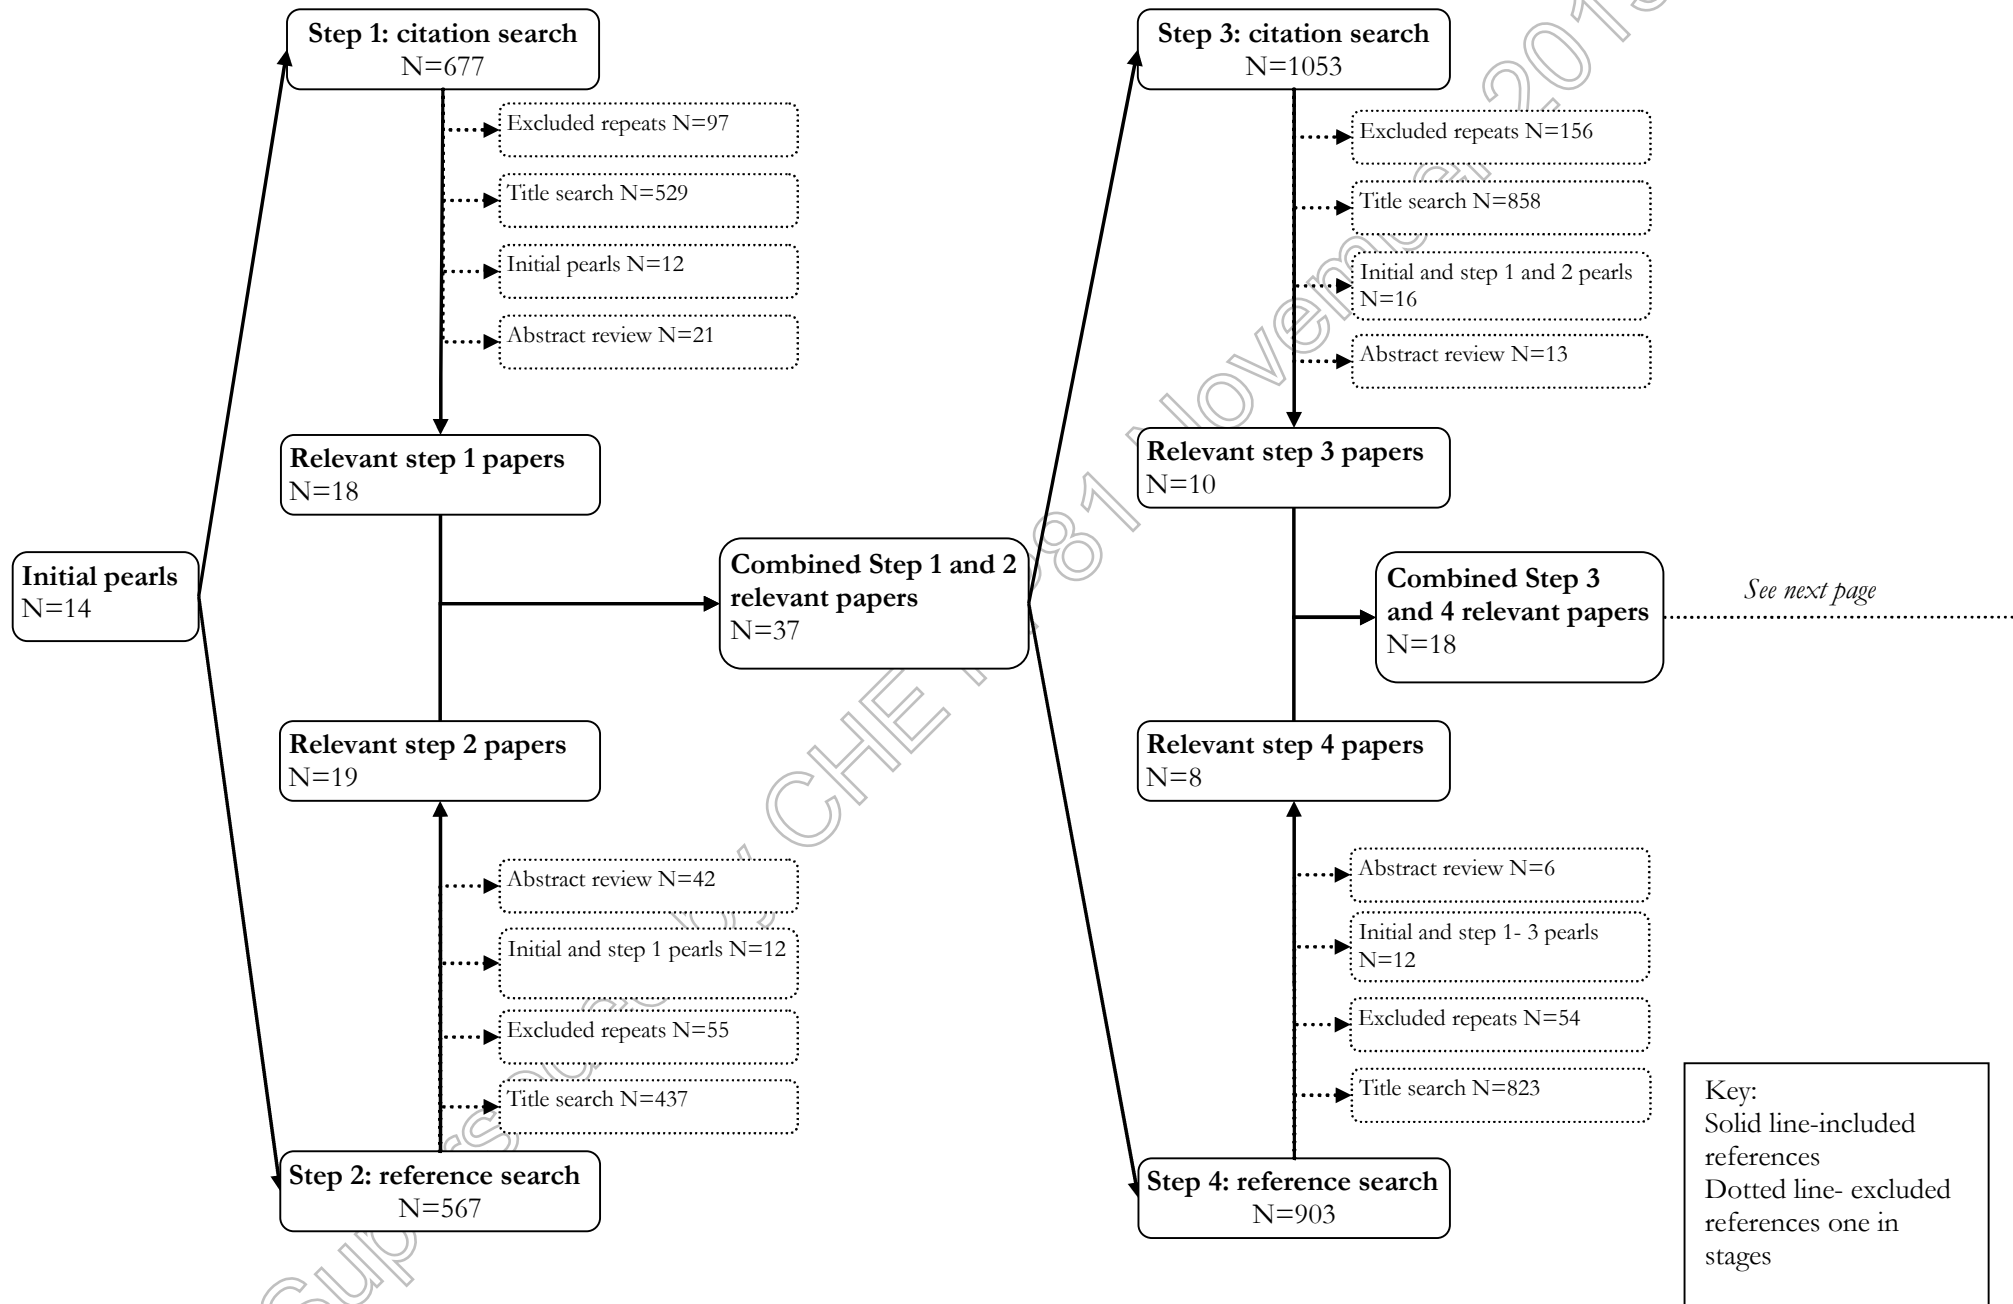 Step 1: citation search
N=677
Excluded repeats N=97
Title search N=529
Initial pearls N=12
Abstract review N=21
Relevant step 1 papers
N=18
Initial pearls
N=14
Combined Step 1 and 2
relevant papers
N=37
Relevant step 2 papers
N=19
Abstract review N=42
Initial and step 1 pearls N=12
Excluded repeats N=55
Title search N=437
Step 2: reference search
N=567
Step 3: citation search
N=1053
Excluded repeats N=156
Title search N=858
Initial and step 1 and 2 pearls
N=16
Abstract review N=13
Relevant step 3 papers
N=10
Combined Step 3
and 4 relevant papers
N=18
See next page
Relevant step 4 papers
N=8
Abstract review N=6
Initial and step 1- 3 pearls
N=12
Excluded repeats N=54
Title search N=823
Step 4: reference search
N=903
Key:
Solid line-included
references
Dotted line- excluded
references one in
stages